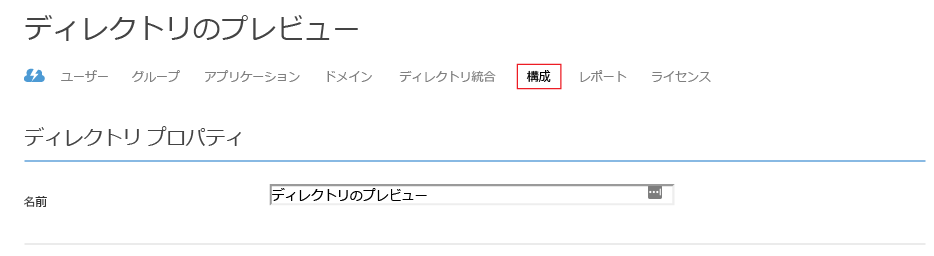 ディレクトリのプレビュー
ユーザー グループ アプリケーション ドメイン ディレクトリ統合 構成 レポート ライセンス
ディレクトリ プロパティ
名前 ディレクトリのプレビュー